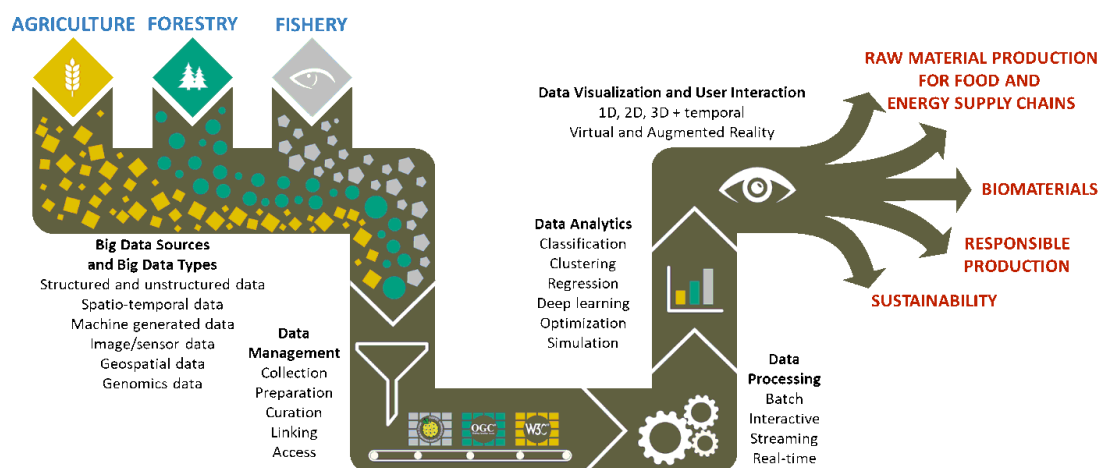 AGRICULTURE
FORESTRY
FISHERY
Big Data Sources
and Big Data Types
Structured and unstructured data
Spatio-temporal data
Machine generated data
Image/sensor data
Geospatial data
Genomics data
Data
Management
Collection
Preparation
Curation
Linking
Access
OGC
W3C
Data
Processing
Batch
Interactive
Streaming
Real-time
Data Analytics
Classification
Clustering
Regression
Deep learning
Optimization
Simulation
Data Visualization and User Interaction
1D, 2D, 3D + temporal
Virtual and Augmented Reality
RAW MATERIAL PRODUCTION
FOR FOOD AND
ENERGY SUPPLY CHAINS
BIOMATERIALS
RESPONSIBLE
PRODUCTION
SUSTAINABILITY